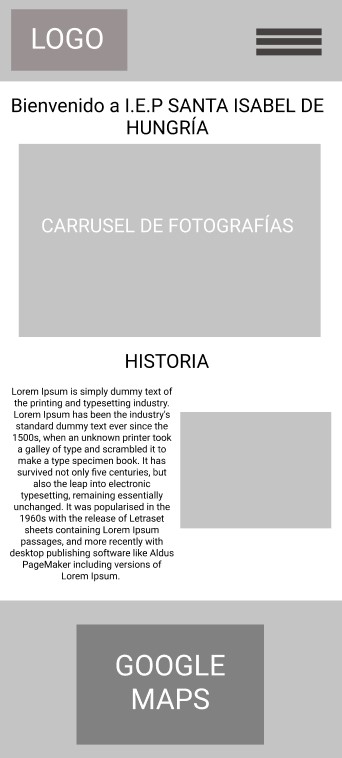 LOGO
Bienvenido a I.E.P SANTA ISABEL DE
HUNGRÍA
CARRUSEL DE FOTOGRAFÍAS
HISTORIA
Lorem Ipsum is simply dummy text of
the printing and typesetting industry.
Lorem Ipsum has been the industry's
standard dummy text ever since the
1500s, when an unknown printer took
a galley of type and scrambled it to
make a type specimen book. It has
survived not only five centuries, but
also the leap into electronic
typesetting, remaining essentially
unchanged. It was popularised in the
1960s with the release of Letraset
sheets containing Lorem Ipsum
passages, and more recently with
desktop publishing software like Aldus
PageMaker including versions of
Lorem Ipsum.
GOOGLE
MAPS